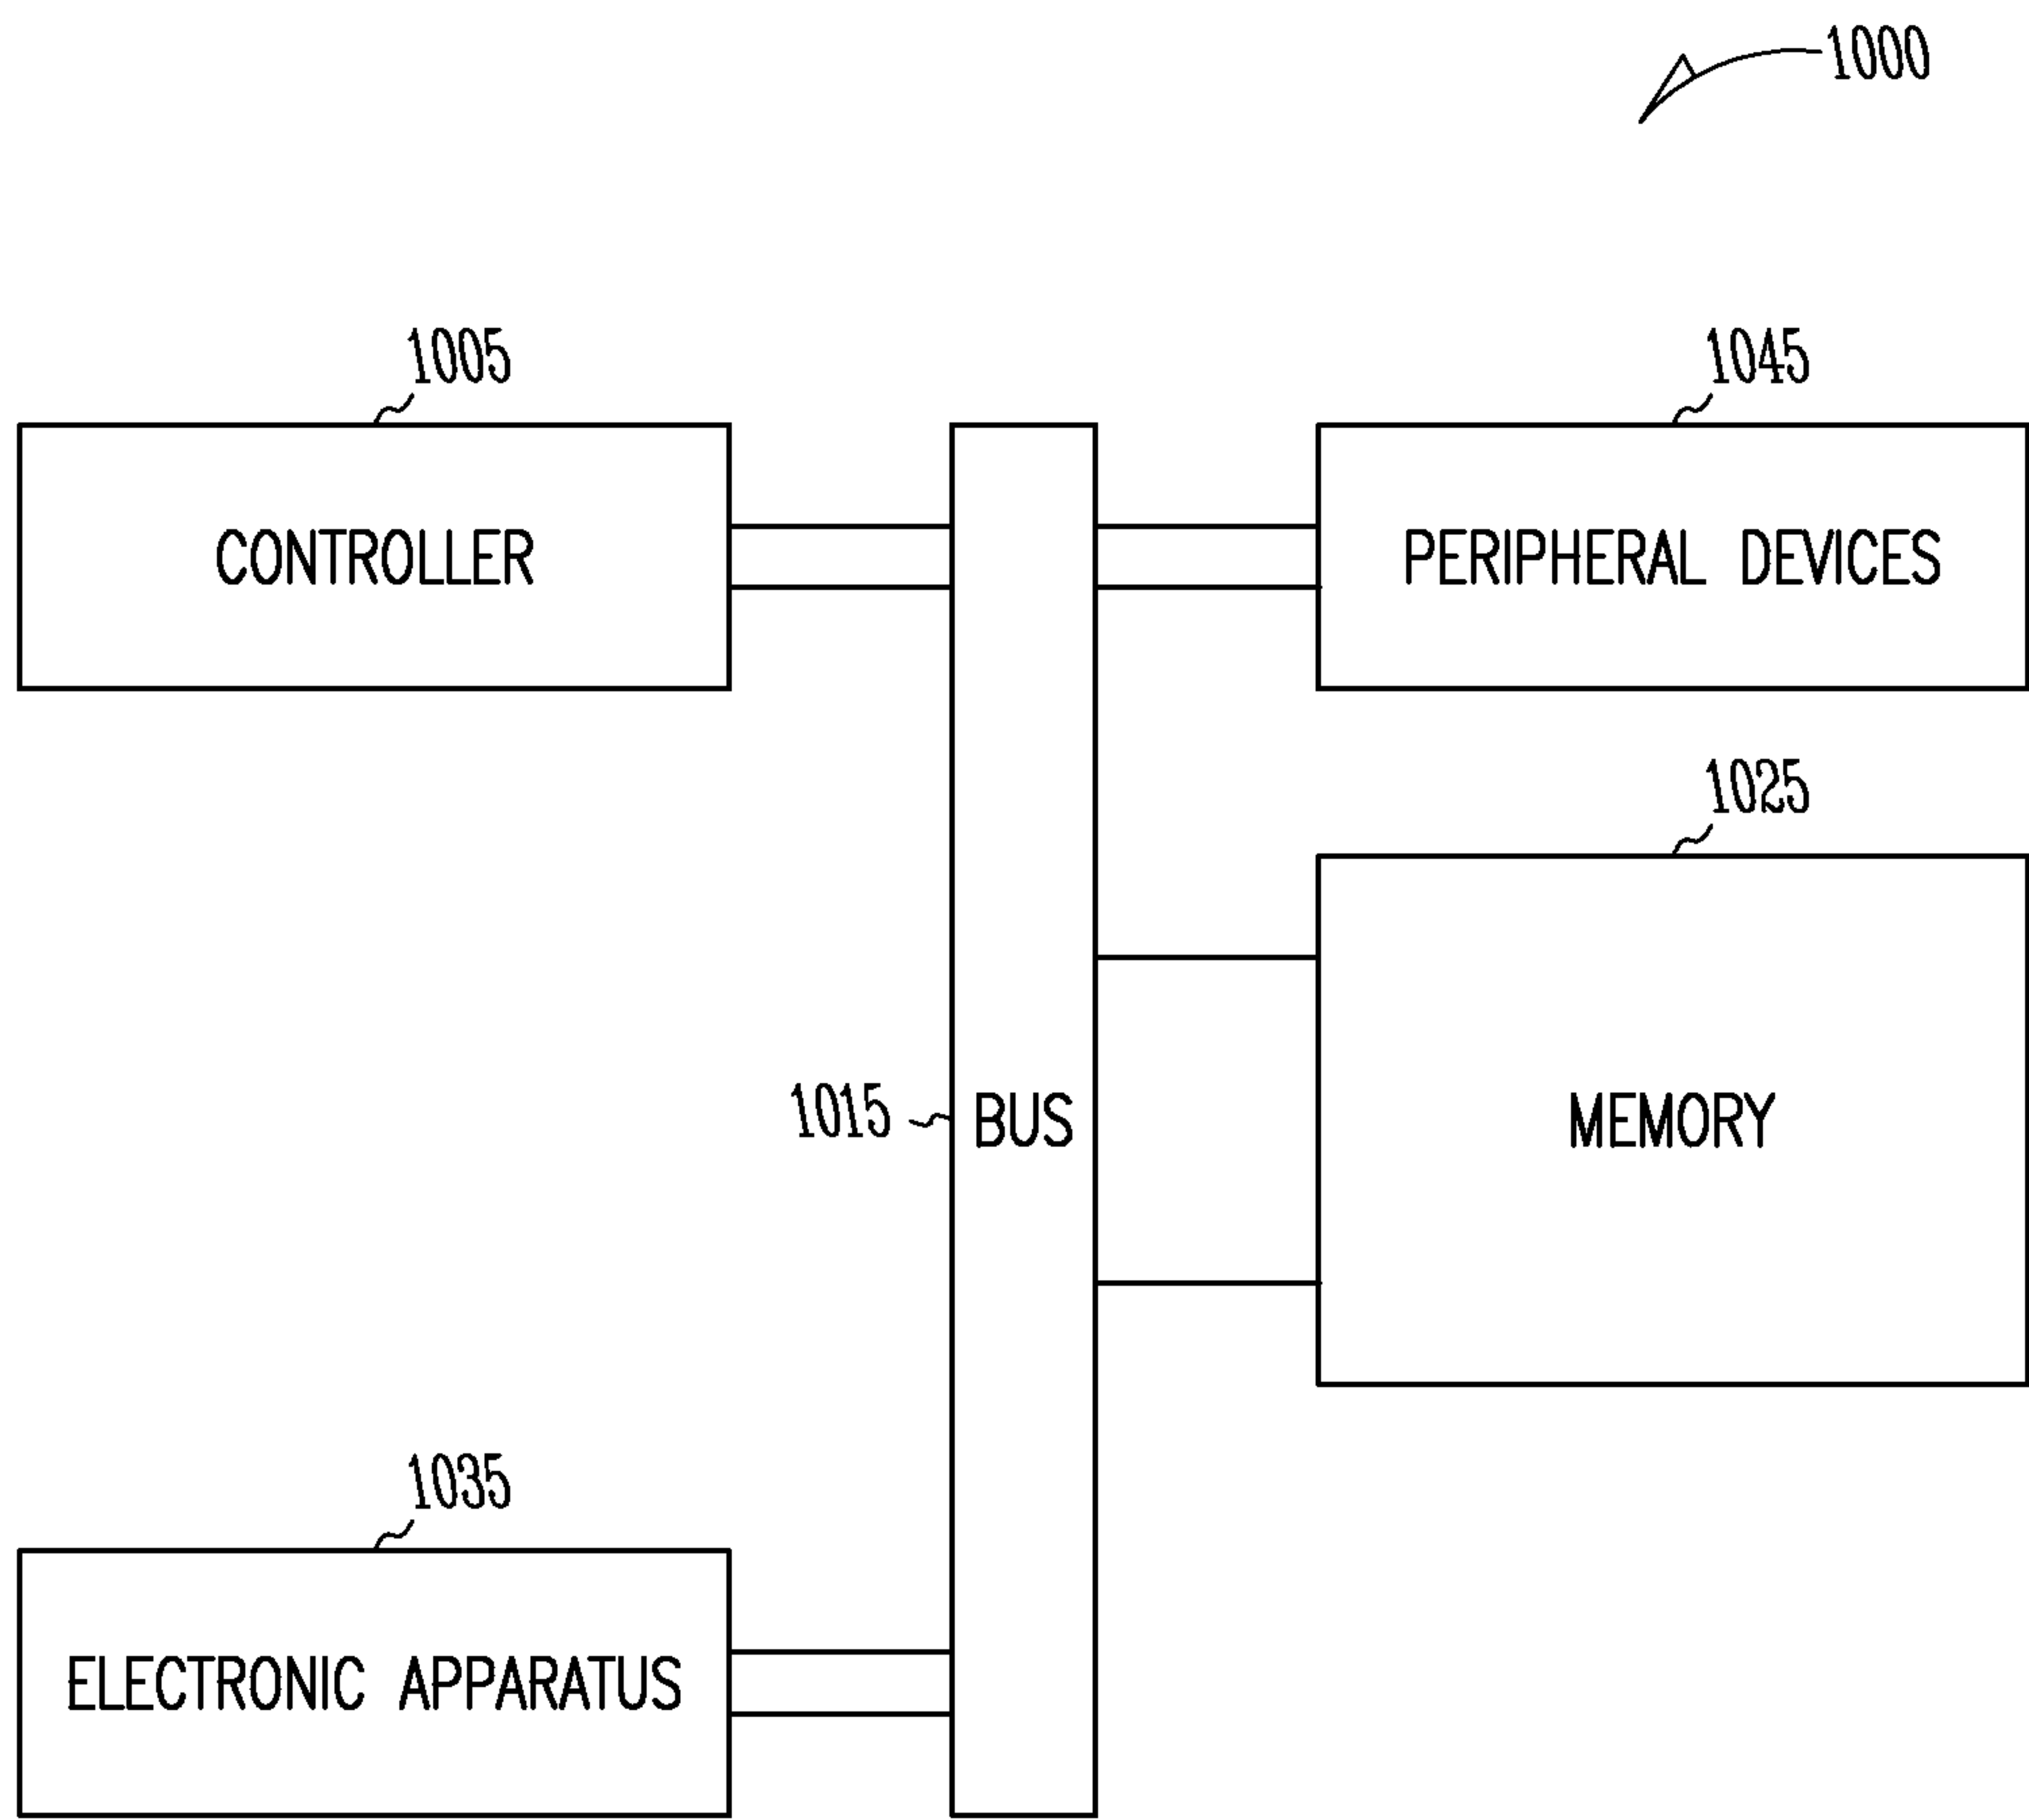 1000
1005
1045
CONTROLLER
PERIPHERAL DEVICES
1025
1015
BUS
MEMORY
1035
ELECTRONIC APPARATUS